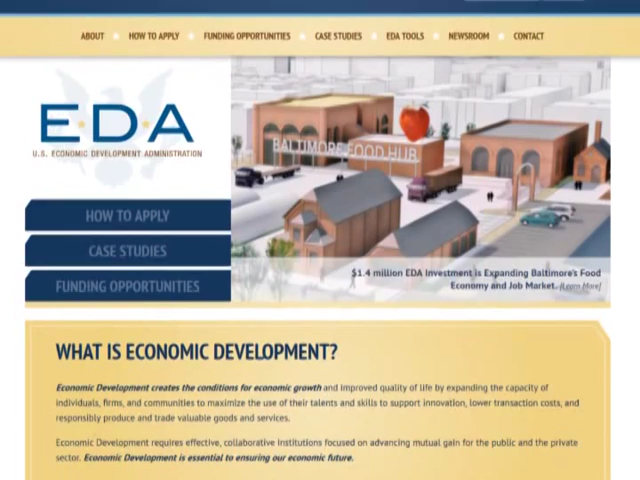 ABOUT HOW TO APPLY FUNDING OPPORTUNITIES CASE STUDIES EDA TOOLS NEWSROOM CONTACT
EDA
U.S. ECONOMIC DEVELOPMENT ADMINISTRATION
BALTIMORE FOOD HUB
HOW TO APPLY
CASE STUDIES
FUNDING OPPORTUNITIES
$1.4 million EDA Investment is Expanding Baltimore's Food
Economy and Job Market. [Learn More]
WHAT IS ECONOMIC DEVELOPMENT?
Economic Development creates the conditions for economic growth and improved quality of life by expanding the capacity of
individuals, firms, and communities to maximize the use of their talents and skills to support innovation, lower transaction costs, and
responsibly produce and trade valuable goods and services.
Economic Development requires effective, collaborative institutions focused on advancing mutual gain for the public and the private
sector. Economic Development is essential to ensuring our economic future.